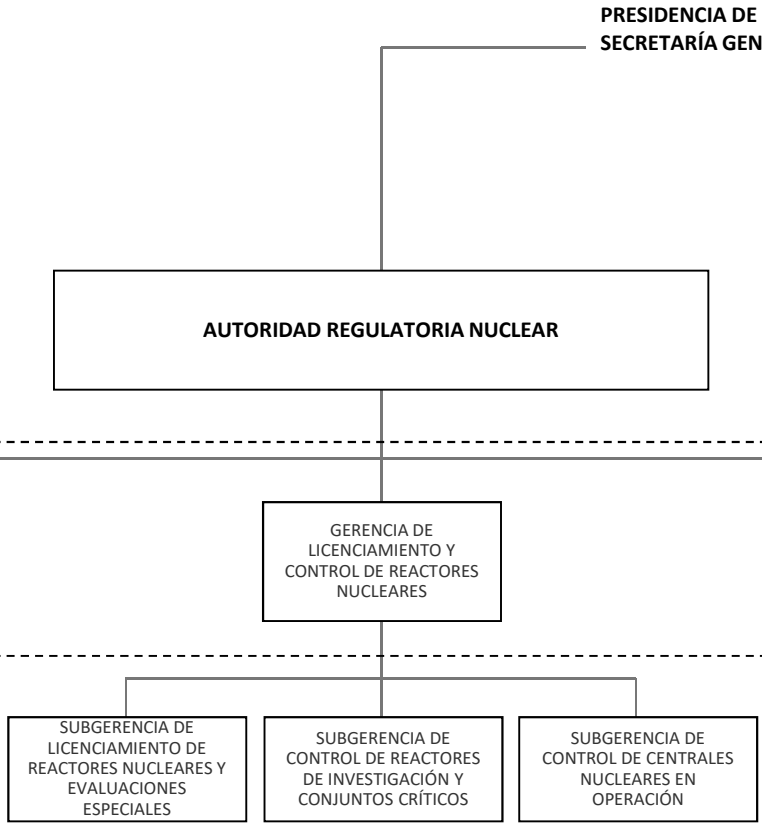 PRESIDENCIA DE
SECRETARÍA GEN
AUTORIDAD REGULATORIA NUCLEAR
GERENCIA DE
LICENCIAMIENTO Y
CONTROL DE REACTORES
NUCLEARES
SUBGERENCIA DE
LICENCIAMIENTO DE
REACTORES NUCLEARES Y
EVALUACIONES
ESPECIALES
SUBGERENCIA DE
CONTROL DE REACTORES
DE INVESTIGACIÓN Y
CONJUNTOS CRÍTICOS
SUBGERENCIA DE
CONTROL DE CENTRALES
NUCLEARES EN
OPERACIÓN